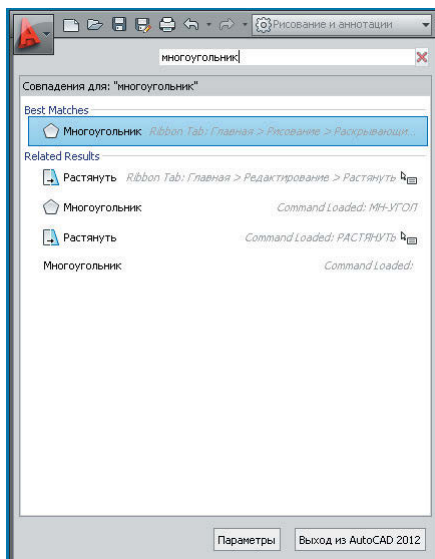 Рисование и аннотации
многоугольник
Совпадения для: "многоугольник"
Best Matches
Многоугольник Ribbon Tab: Главная > Рисование > Раскрывающи...
Related Results
Растянуть Ribbon Tab: Главная > Редактирование > Растянуть
Многоугольник Command Loaded: МН-УГОЛ
Растянуть Command Loaded: РАСТЯНУТЬ
Многоугольник Command Loaded:
Параметры Выход из AutoCAD 2012